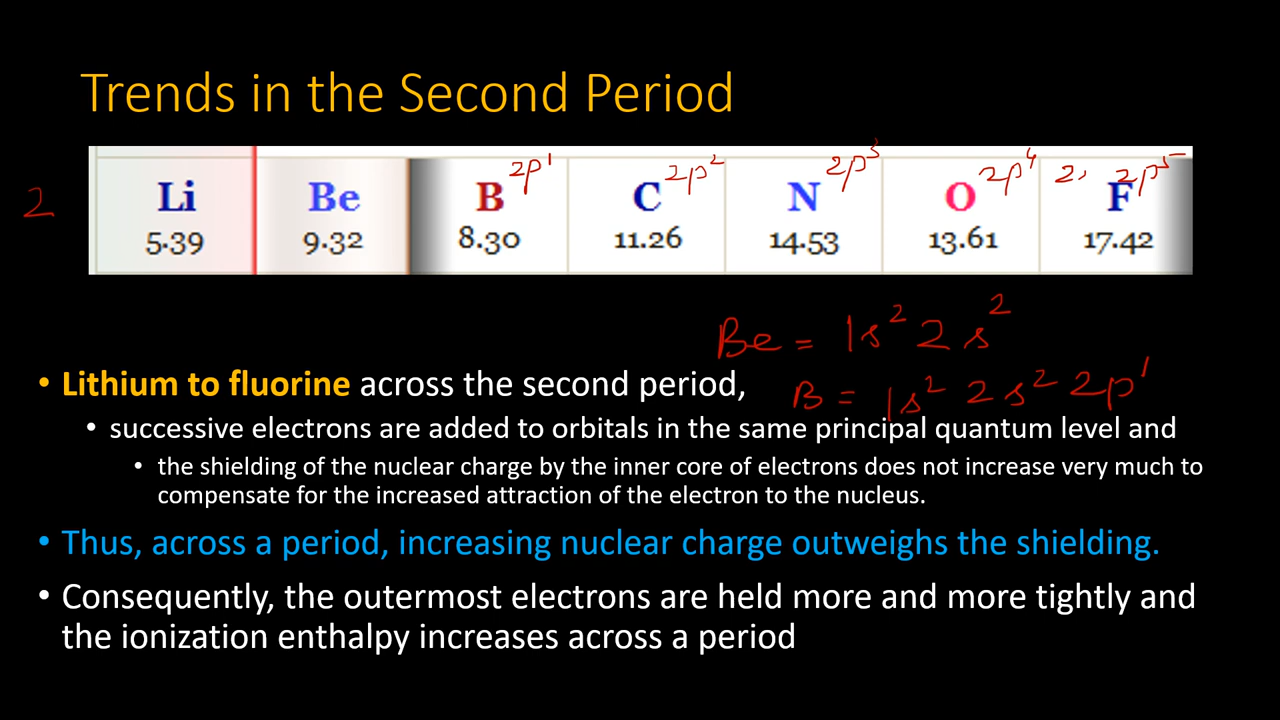 Trends in the Second Period
2p¹ 2p² 2p³ 2p⁴ 2, 2p⁵
2 Li Be B C N O F
5.39 9.32 8.30 11.26 14.53 13.61 17.42
Be = 1s² 2s²
• Lithium to fluorine across the second period,
B = 1s² 2s² 2p¹
• successive electrons are added to orbitals in the same principal quantum level and
• the shielding of the nuclear charge by the inner core of electrons does not increase very much to
compensate for the increased attraction of the electron to the nucleus.
• Thus, across a period, increasing nuclear charge outweighs the shielding.
• Consequently, the outermost electrons are held more and more tightly and
the ionization enthalpy increases across a period